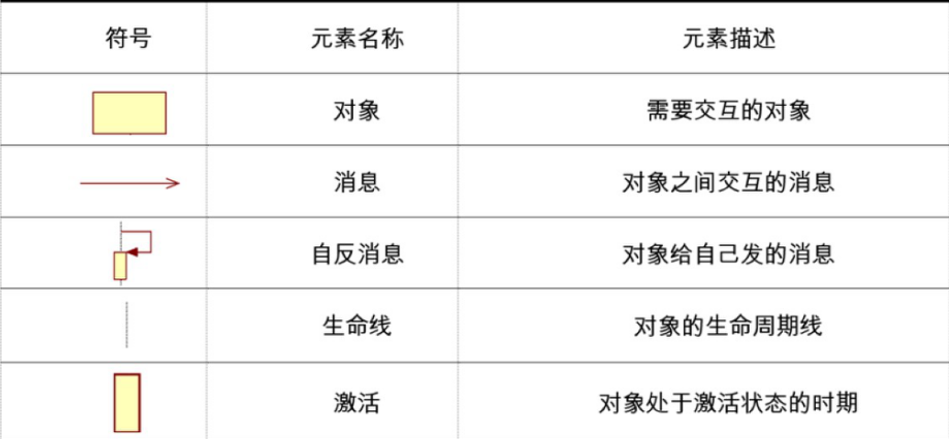 符号 元素名称 元素描述
对象 需要交互的对象
消息 对象之间交互的消息
自反消息 对象给自己发的消息
生命线 对象的生命周期线
激活 对象处于激活状态的时期